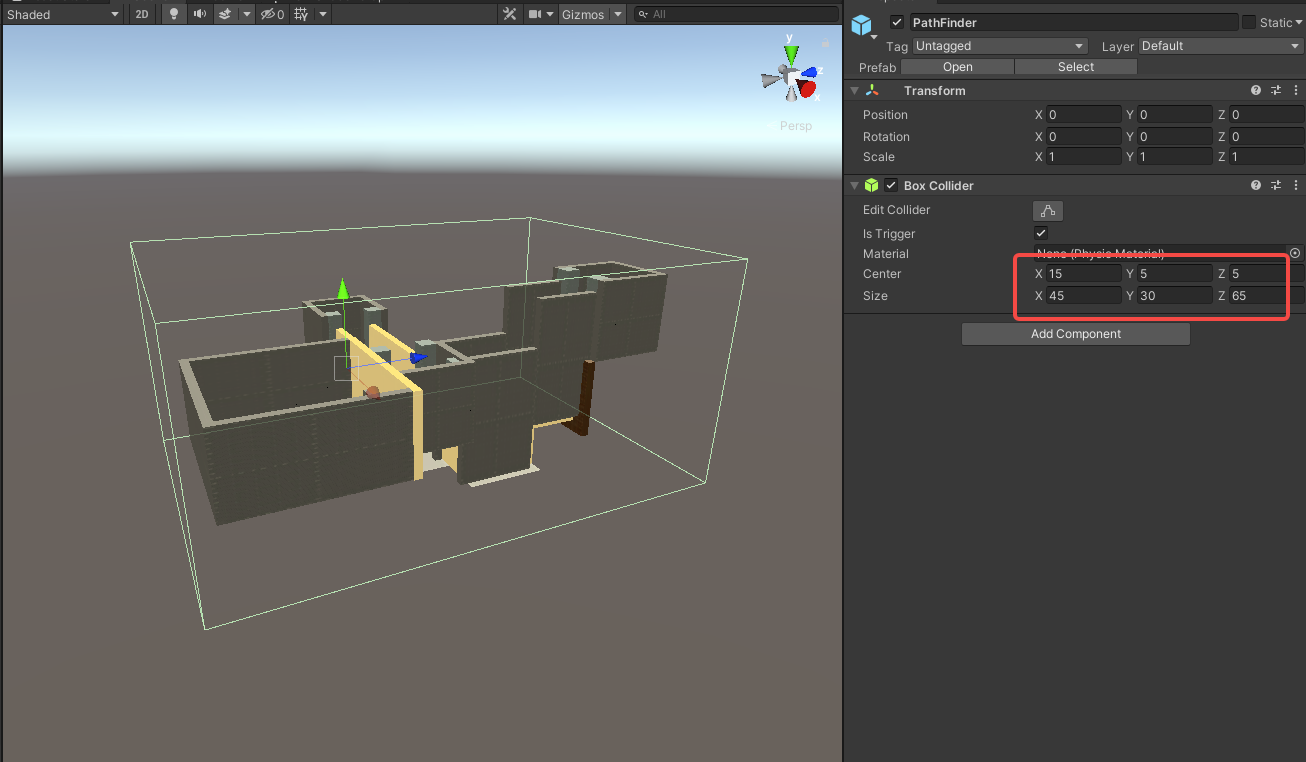 Shaded 2D 0 Gizmos All
y
z
x
Persp
PathFinder Static
Tag Untagged Layer Default
Prefab Open Select
Transform
Position X 0 Y 0 Z 0
Rotation X 0 Y 0 Z 0
Scale X 1 Y 1 Z 1
Box Collider
Edit Collider
Is Trigger
Material None (Physic Material)
Center X 15 Y 5 Z 5
Size X 45 Y 30 Z 65
Add Component